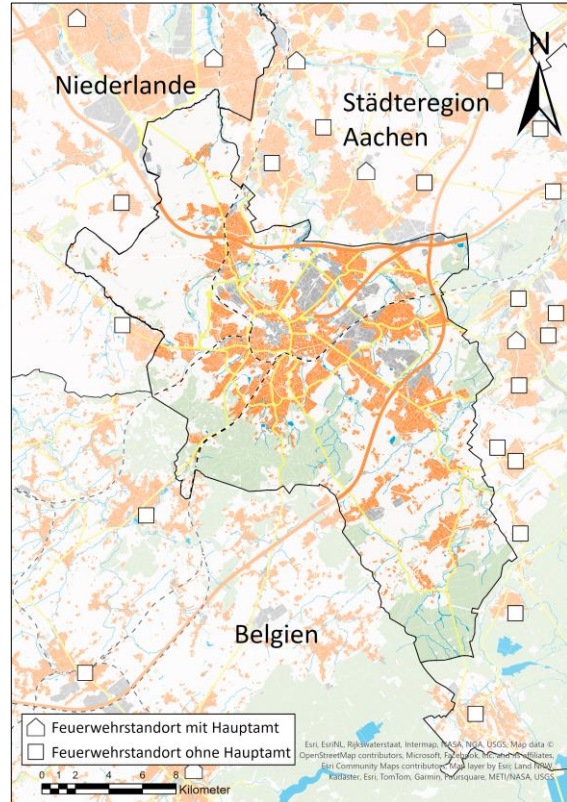 N
Niederlande
Städteregion
Aachen
Belgien
Feuerwehrstandort mit Hauptamt
Feuerwehrstandort ohne Hauptamt
0 2 4 6 8
Kilometer
Esri, EsriNL, Rijkswaterstaat, Intermap, NASA, NGA, USGS; Map data ©
OpenStreetMap contributors, Microsoft, Facebook, Inc. and its affiliates,
Esri Community Maps contributors, Map layer by Esri; Land NRW,
Kadaster, Esri, TomTom, Garmin, Foursquare, METI/NASA, USGS